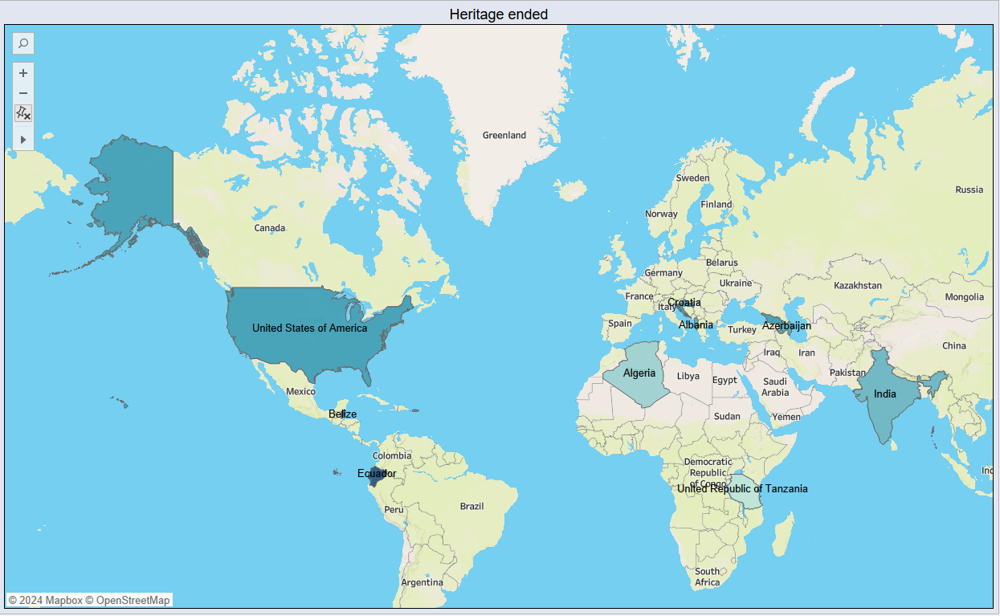 Heritage ended
Greenland
Sweden
Russia
Finland
Norway
Canada
Belarus
Germany
Ukraine
Kazakhstan
France
Mongolia
Croatia
Italy
Spain
Albania
Azerbaijan
United States of America
Turkey
China
Iraq
Iran
Algeria
Libya
Egypt
Pakistan
Saudi
Arabia
Mexico
India
Belize
Sudan
Yemen
Colombia
Democratic
Republic
of Congo
Ecuador
Ind
United Republic of Tanzania
Brazil
Peru
South
Africa
Argentina
© 2024 Mapbox © OpenStreetMap